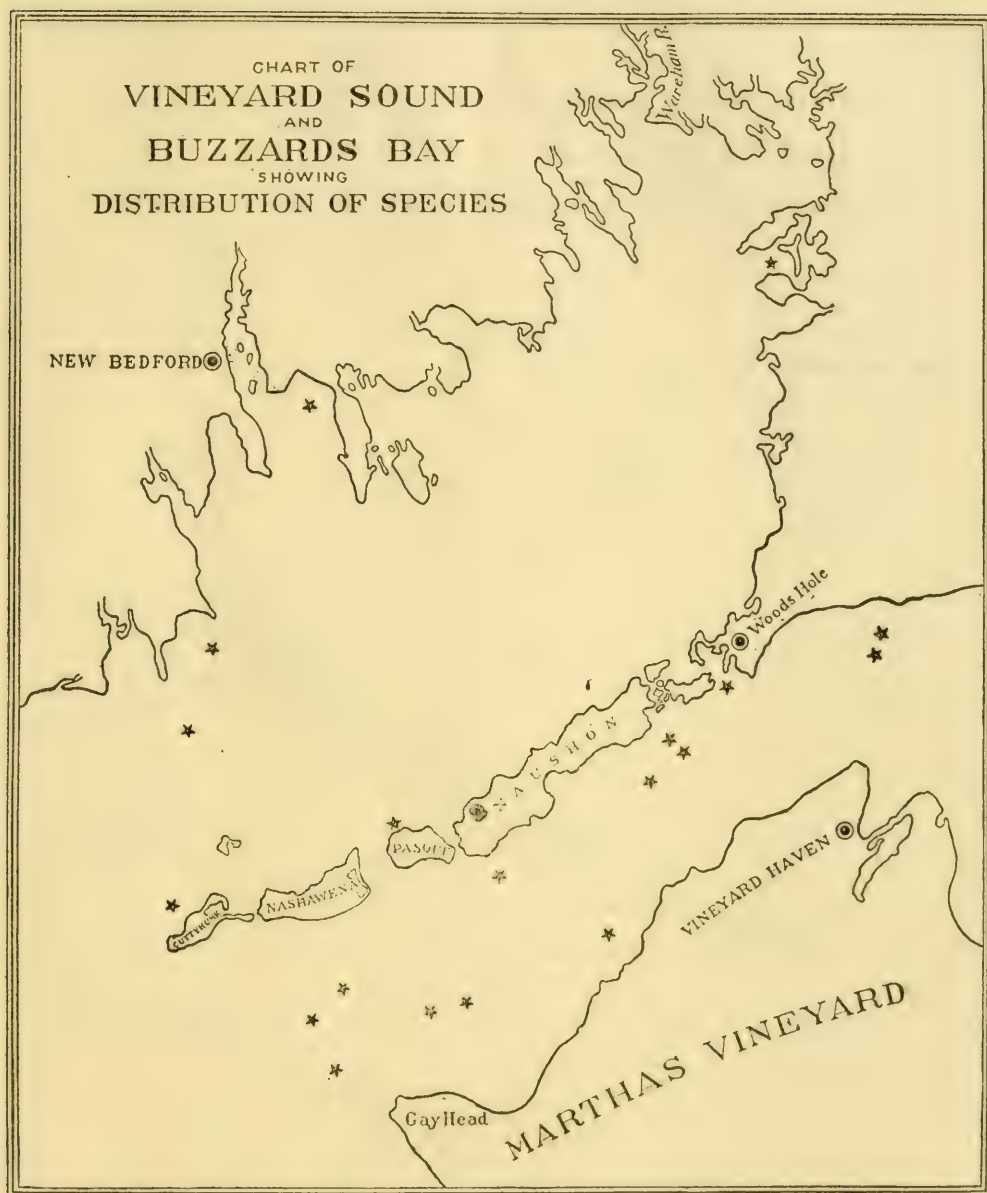 CHART OF
VINEYARD SOUND
AND
BUZZARDS BAY
SHOWING
DISTRIBUTION OF SPECIES
Wareham R.
NEW BEDFORD
Woods Hole
NAUSHON
PASQUE
NASHAWENA
CUTTYHUNK
VINEYARD HAVEN
MARTHAS VINEYARD
Gay Head